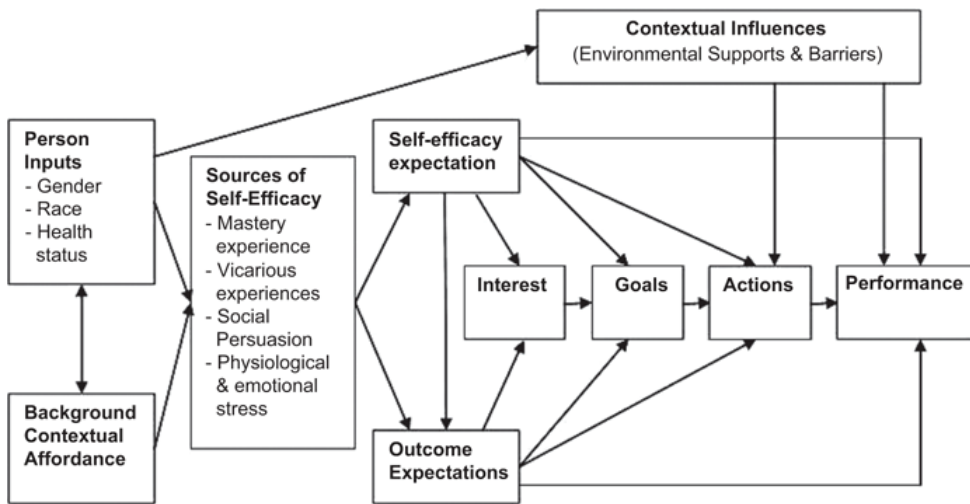 Contextual Influences
(Environmental Supports & Barriers)
Person
Inputs
- Gender
- Race
- Health
status
Background
Contextual
Affordance
Sources of
Self-Efficacy
- Mastery
experience
- Vicarious
experiences
- Social
Persuasion
- Physiological
& emotional
stress
Self-efficacy
expectation
Outcome
Expectations
Interest
Goals
Actions
Performance